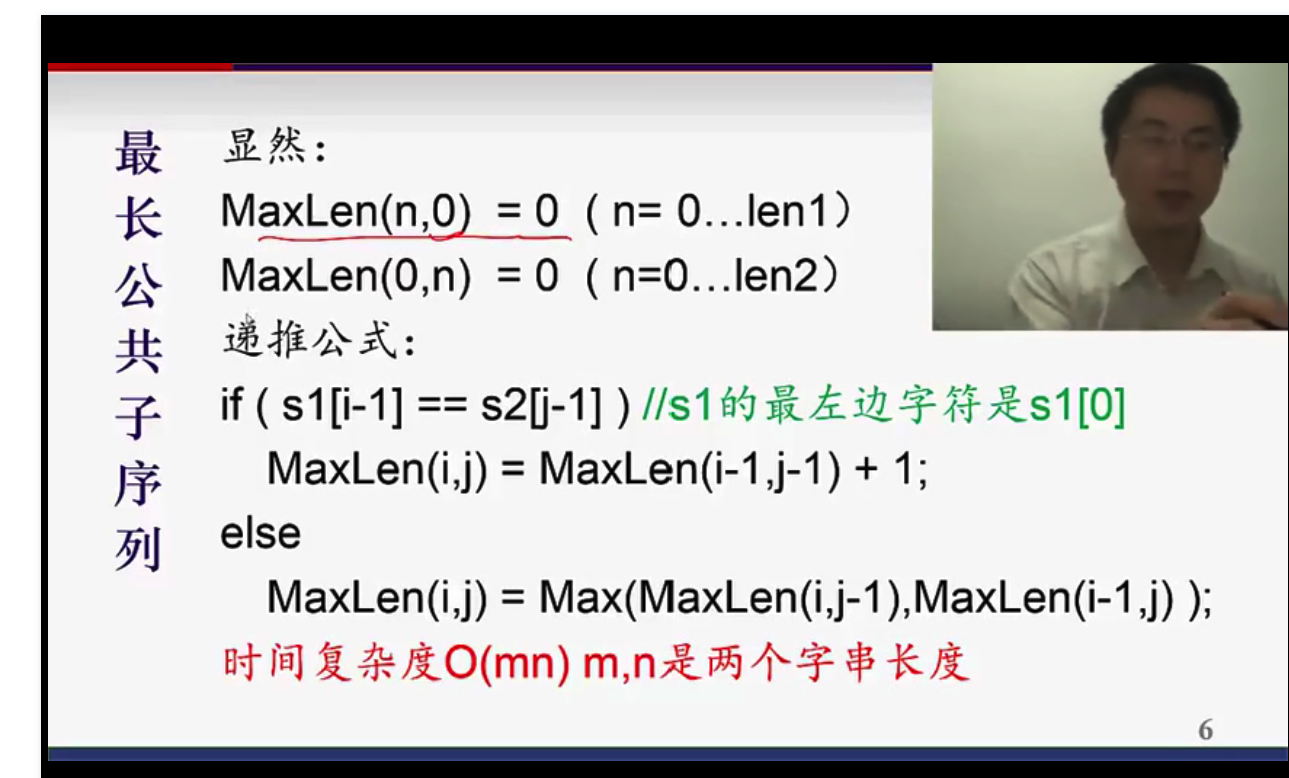 最长公共子序列
显然：
MaxLen(n,0) = 0 ( n= 0…len1）
MaxLen(0,n) = 0 ( n=0…len2）
递推公式：
if ( s1[i-1] == s2[j-1] ) //s1的最左边字符是s1[0]
MaxLen(i,j) = MaxLen(i-1,j-1) + 1;
else
MaxLen(i,j) = Max(MaxLen(i,j-1),MaxLen(i-1,j) );
时间复杂度O(mn) m,n是两个字串长度
6